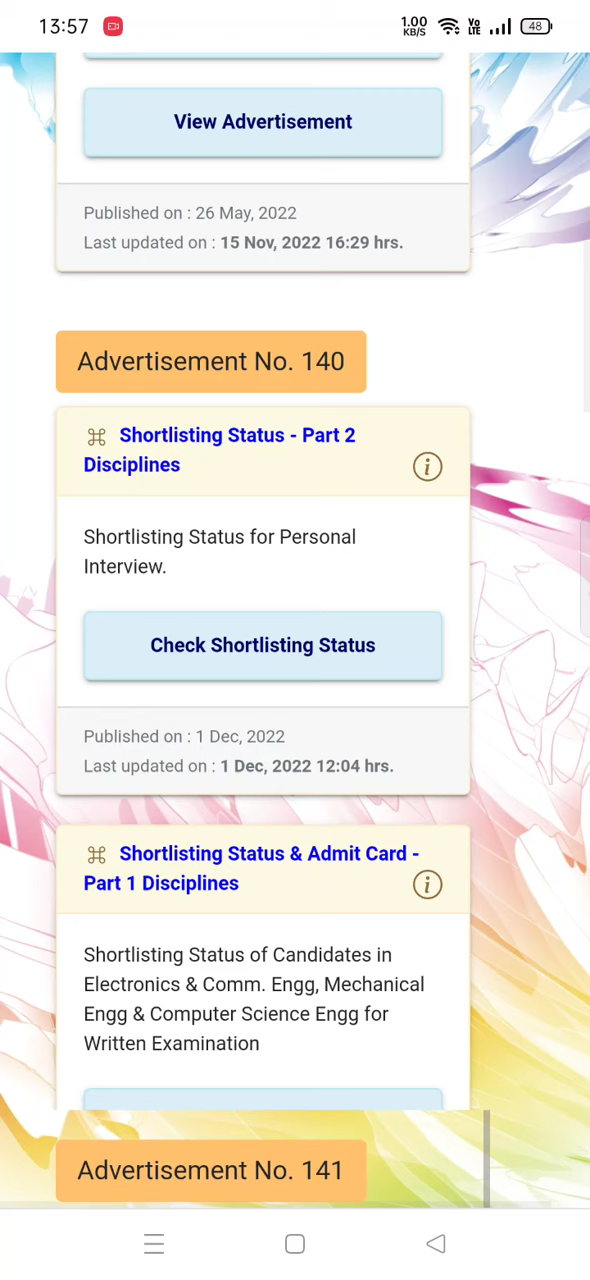 13:57
1.00
KB/S
Vo
LTE
48
View Advertisement
Published on : 26 May, 2022
Last updated on : 15 Nov, 2022 16:29 hrs.
Advertisement No. 140
Shortlisting Status - Part 2
Disciplines
Shortlisting Status for Personal
Interview.
Check Shortlisting Status
Published on : 1 Dec, 2022
Last updated on : 1 Dec, 2022 12:04 hrs.
Shortlisting Status & Admit Card -
Part 1 Disciplines
Shortlisting Status of Candidates in
Electronics & Comm. Engg, Mechanical
Engg & Computer Science Engg for
Written Examination
Advertisement No. 141